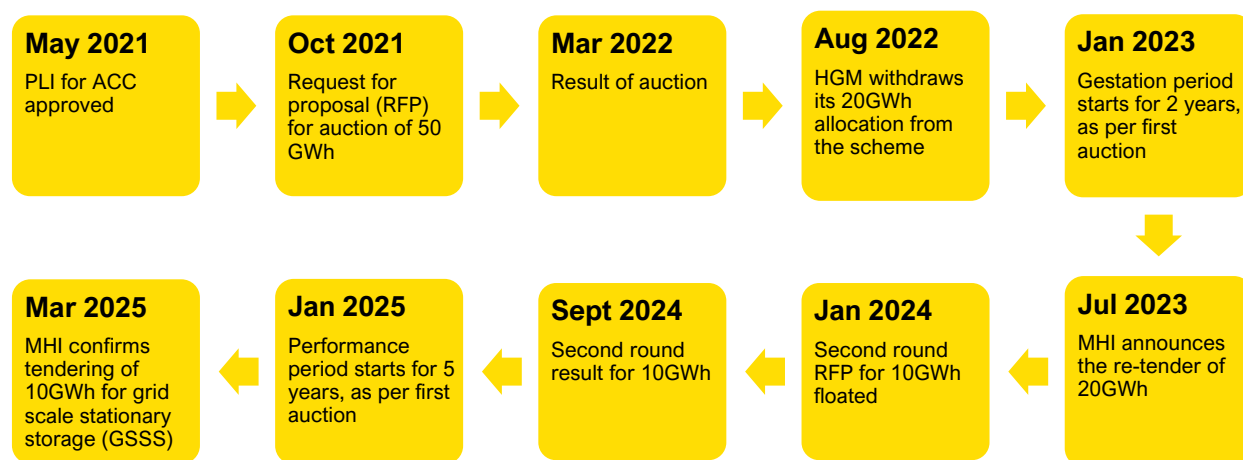 May 2021
PLI for ACC
approved
Oct 2021
Request for
proposal (RFP)
for auction of 50
GWh
Mar 2022
Result of auction
Aug 2022
HGM withdraws
its 20GWh
allocation from
the scheme
Jan 2023
Gestation period
starts for 2 years,
as per first
auction
Jul 2023
MHI announces
the re-tender of
20GWh
Jan 2024
Second round
RFP for 10GWh
floated
Sept 2024
Second round
result for 10GWh
Jan 2025
Performance
period starts for 5
years, as per first
auction
Mar 2025
MHI confirms
tendering of
10GWh for grid
scale stationary
storage (GSSS)